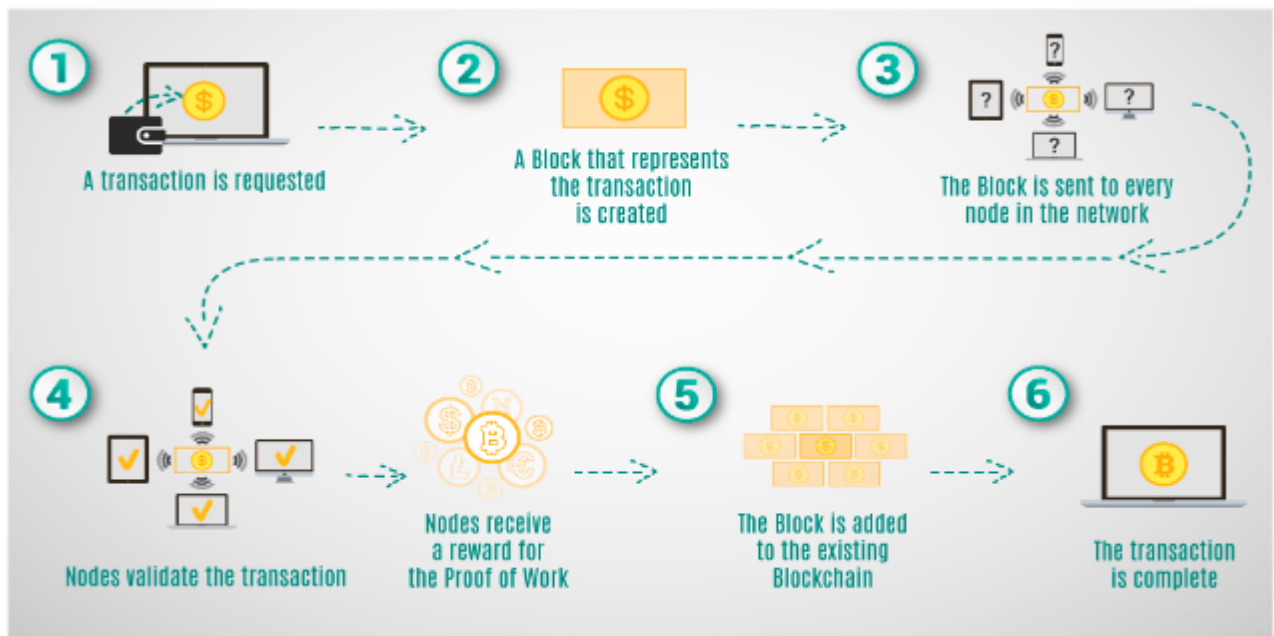 1
A transaction is requested
2
A Block that represents
the transaction
is created
3
?
?
?
?
$
The Block is sent to every
node in the network
4
Nodes validate the transaction
Nodes receive
a reward for
the Proof of Work
5
The Block is added
to the existing
Blockchain
6
The transaction
is complete